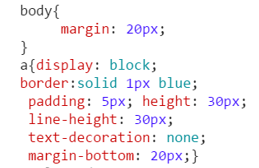 body{
margin: 20px;
}
a{display: block;
border:solid 1px blue;
padding: 5px; height: 30px;
line-height: 30px;
text-decoration: none;
margin-bottom: 20px;}